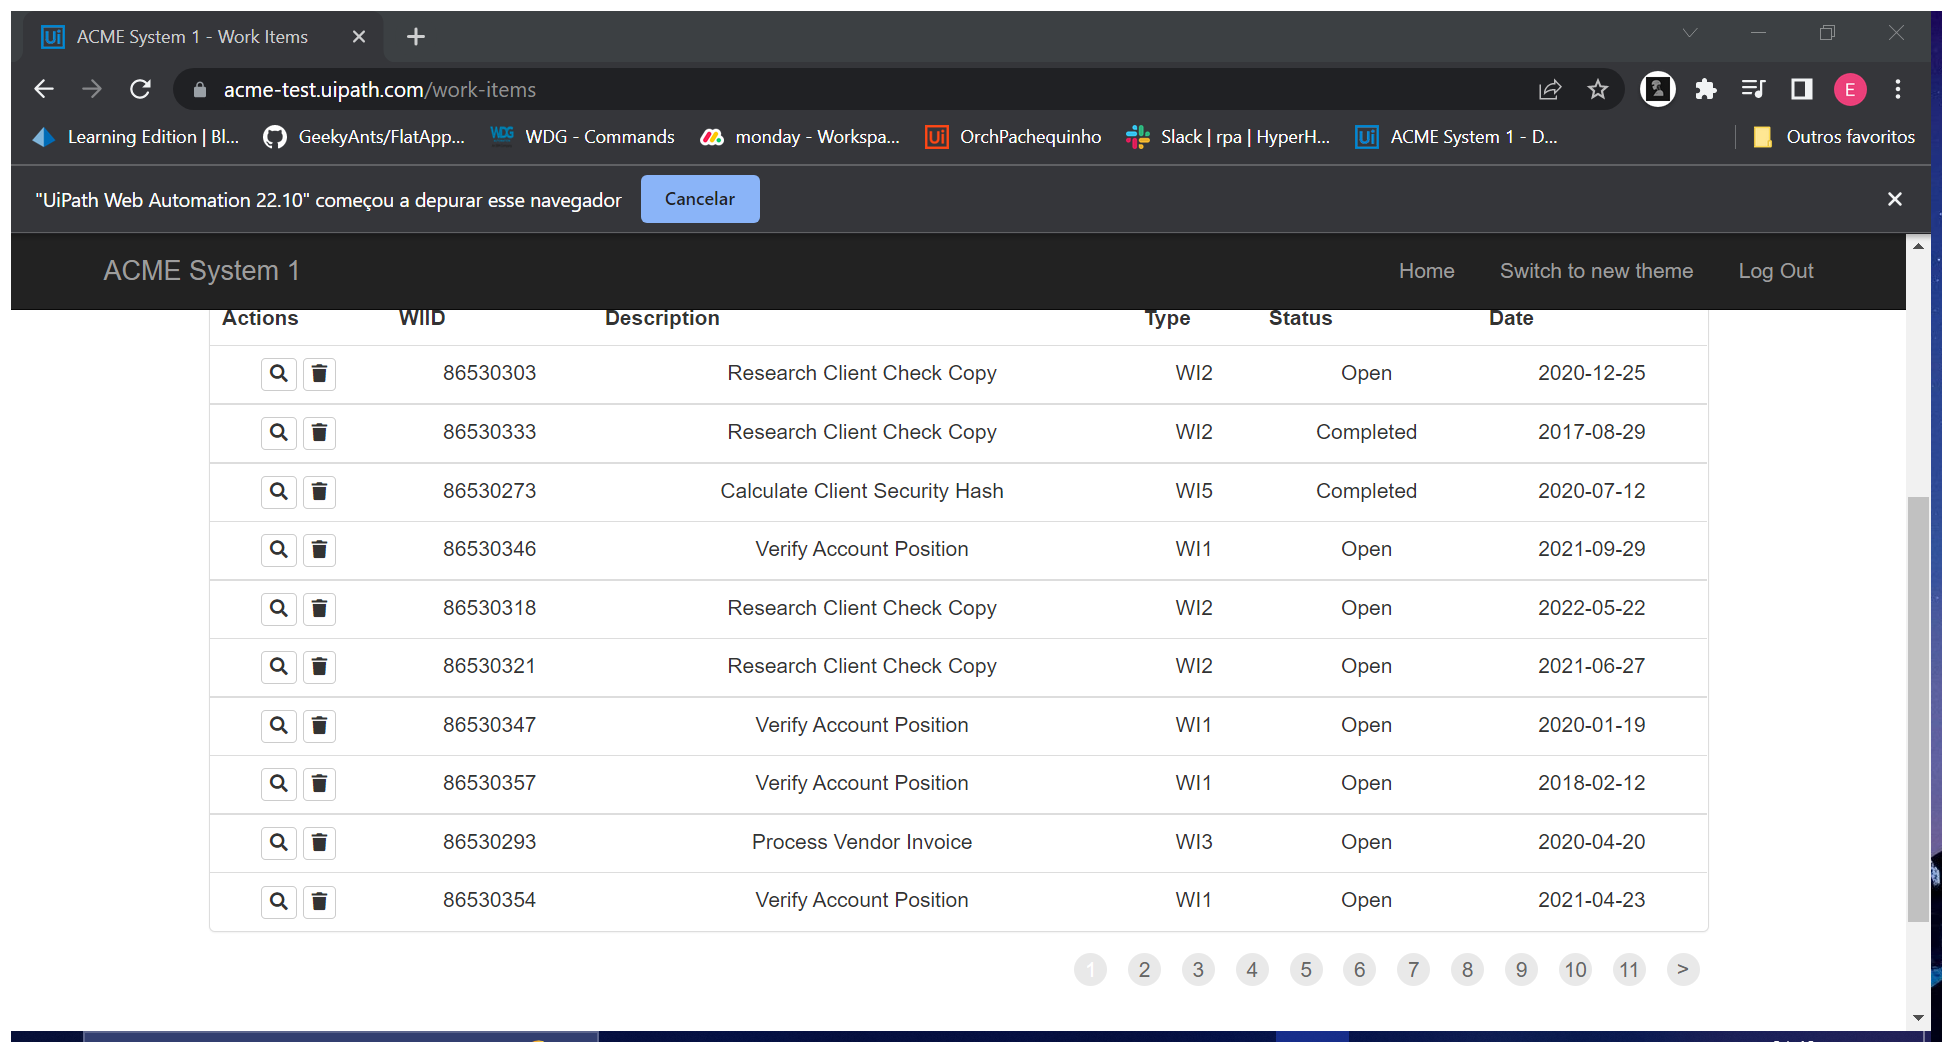 Ui ACME System 1 - Work Items
acme-test.uipath.com/work-items E
Learning Edition | Bl... GeekyAnts/FlatApp... WDG WDG - Commands monday - Workspa... Ui OrchPachequinho Slack | rpa | HyperH... Ui ACME System 1 - D... Outros favoritos
"UiPath Web Automation 22.10" começou a depurar esse navegador Cancelar
ACME System 1 Home Switch to new theme Log Out
Actions WIID Description Type Status Date
86530303 Research Client Check Copy WI2 Open 2020-12-25
86530333 Research Client Check Copy WI2 Completed 2017-08-29
86530273 Calculate Client Security Hash WI5 Completed 2020-07-12
86530346 Verify Account Position WI1 Open 2021-09-29
86530318 Research Client Check Copy WI2 Open 2022-05-22
86530321 Research Client Check Copy WI2 Open 2021-06-27
86530347 Verify Account Position WI1 Open 2020-01-19
86530357 Verify Account Position WI1 Open 2018-02-12
86530293 Process Vendor Invoice WI3 Open 2020-04-20
86530354 Verify Account Position WI1 Open 2021-04-23
1 2 3 4 5 6 7 8 9 10 11 >